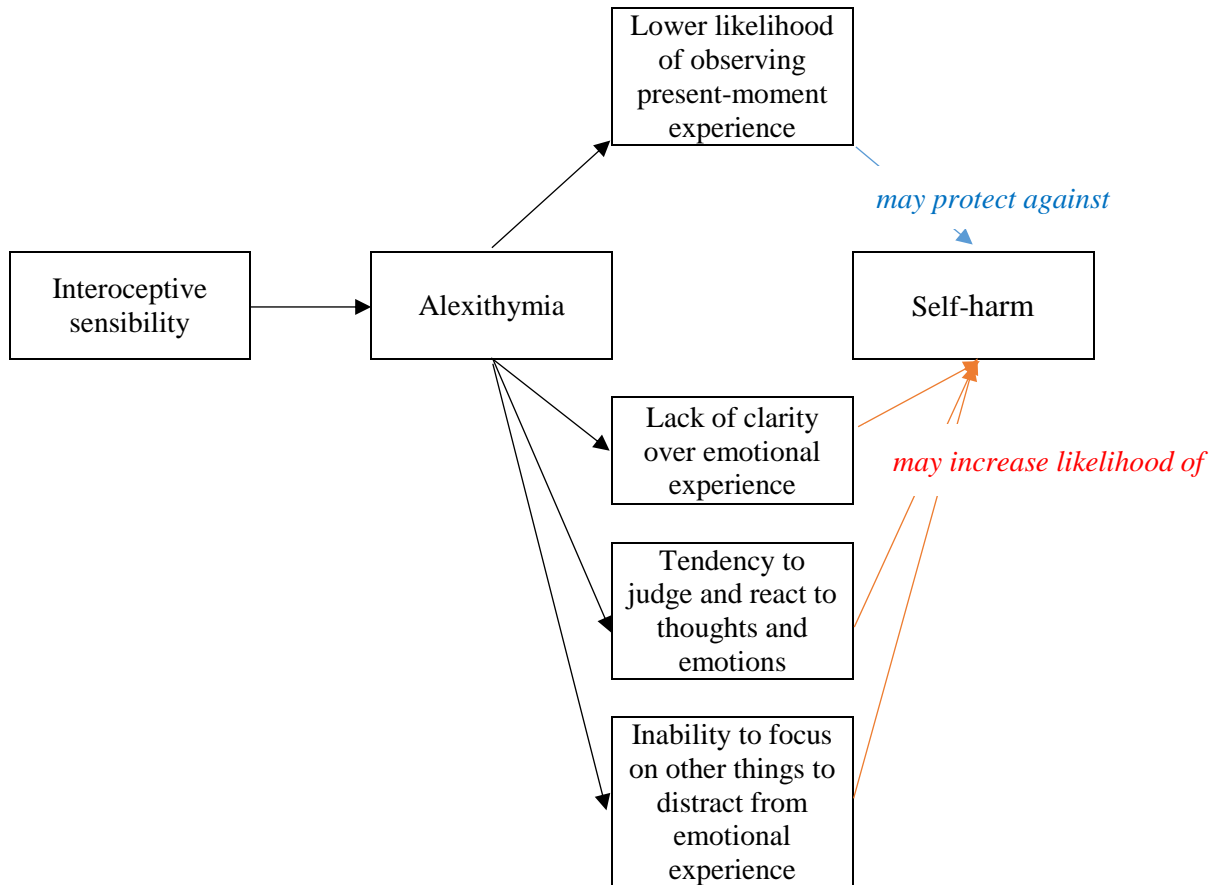 Lower likelihood
of observing
present-moment
experience
may protect against
Interoceptive
sensibility
Alexithymia
Self-harm
Lack of clarity
over emotional
experience
may increase likelihood of
Tendency to
judge and react to
thoughts and
emotions
Inability to focus
on other things to
distract from
emotional
experience